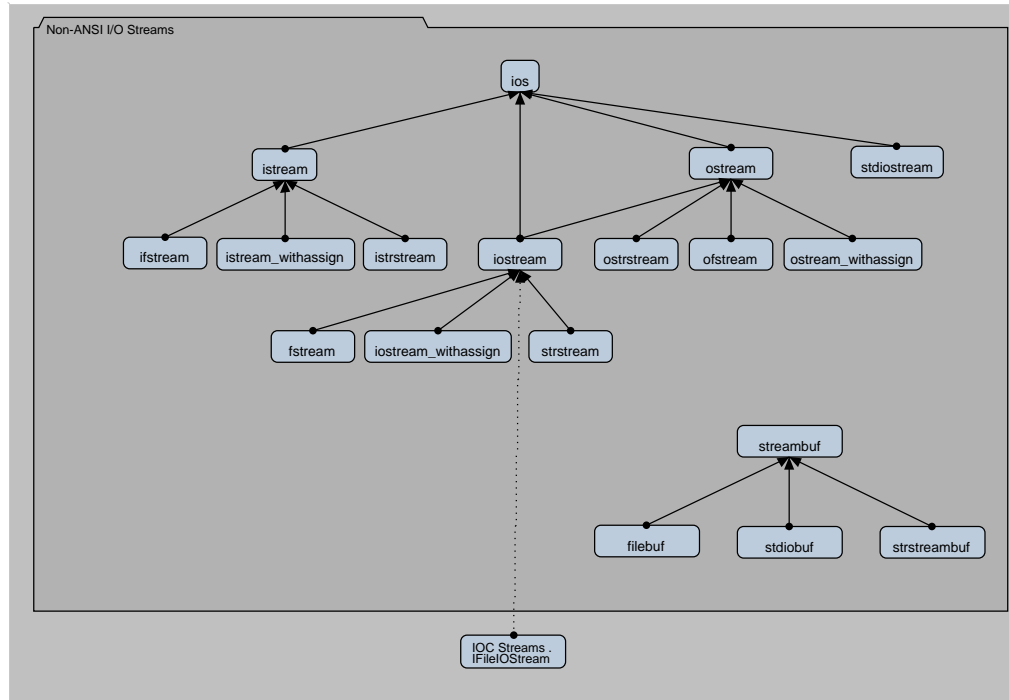 Non-ANSI I/O Streams
ios
istream
ostream
stdiostream
ifstream
istream_withassign
istrstream
iostream
ostrstream
ofstream
ostream_withassign
fstream
iostream_withassign
strstream
streambuf
filebuf
stdiobuf
strstreambuf
IOC Streams .
IFileIOStream